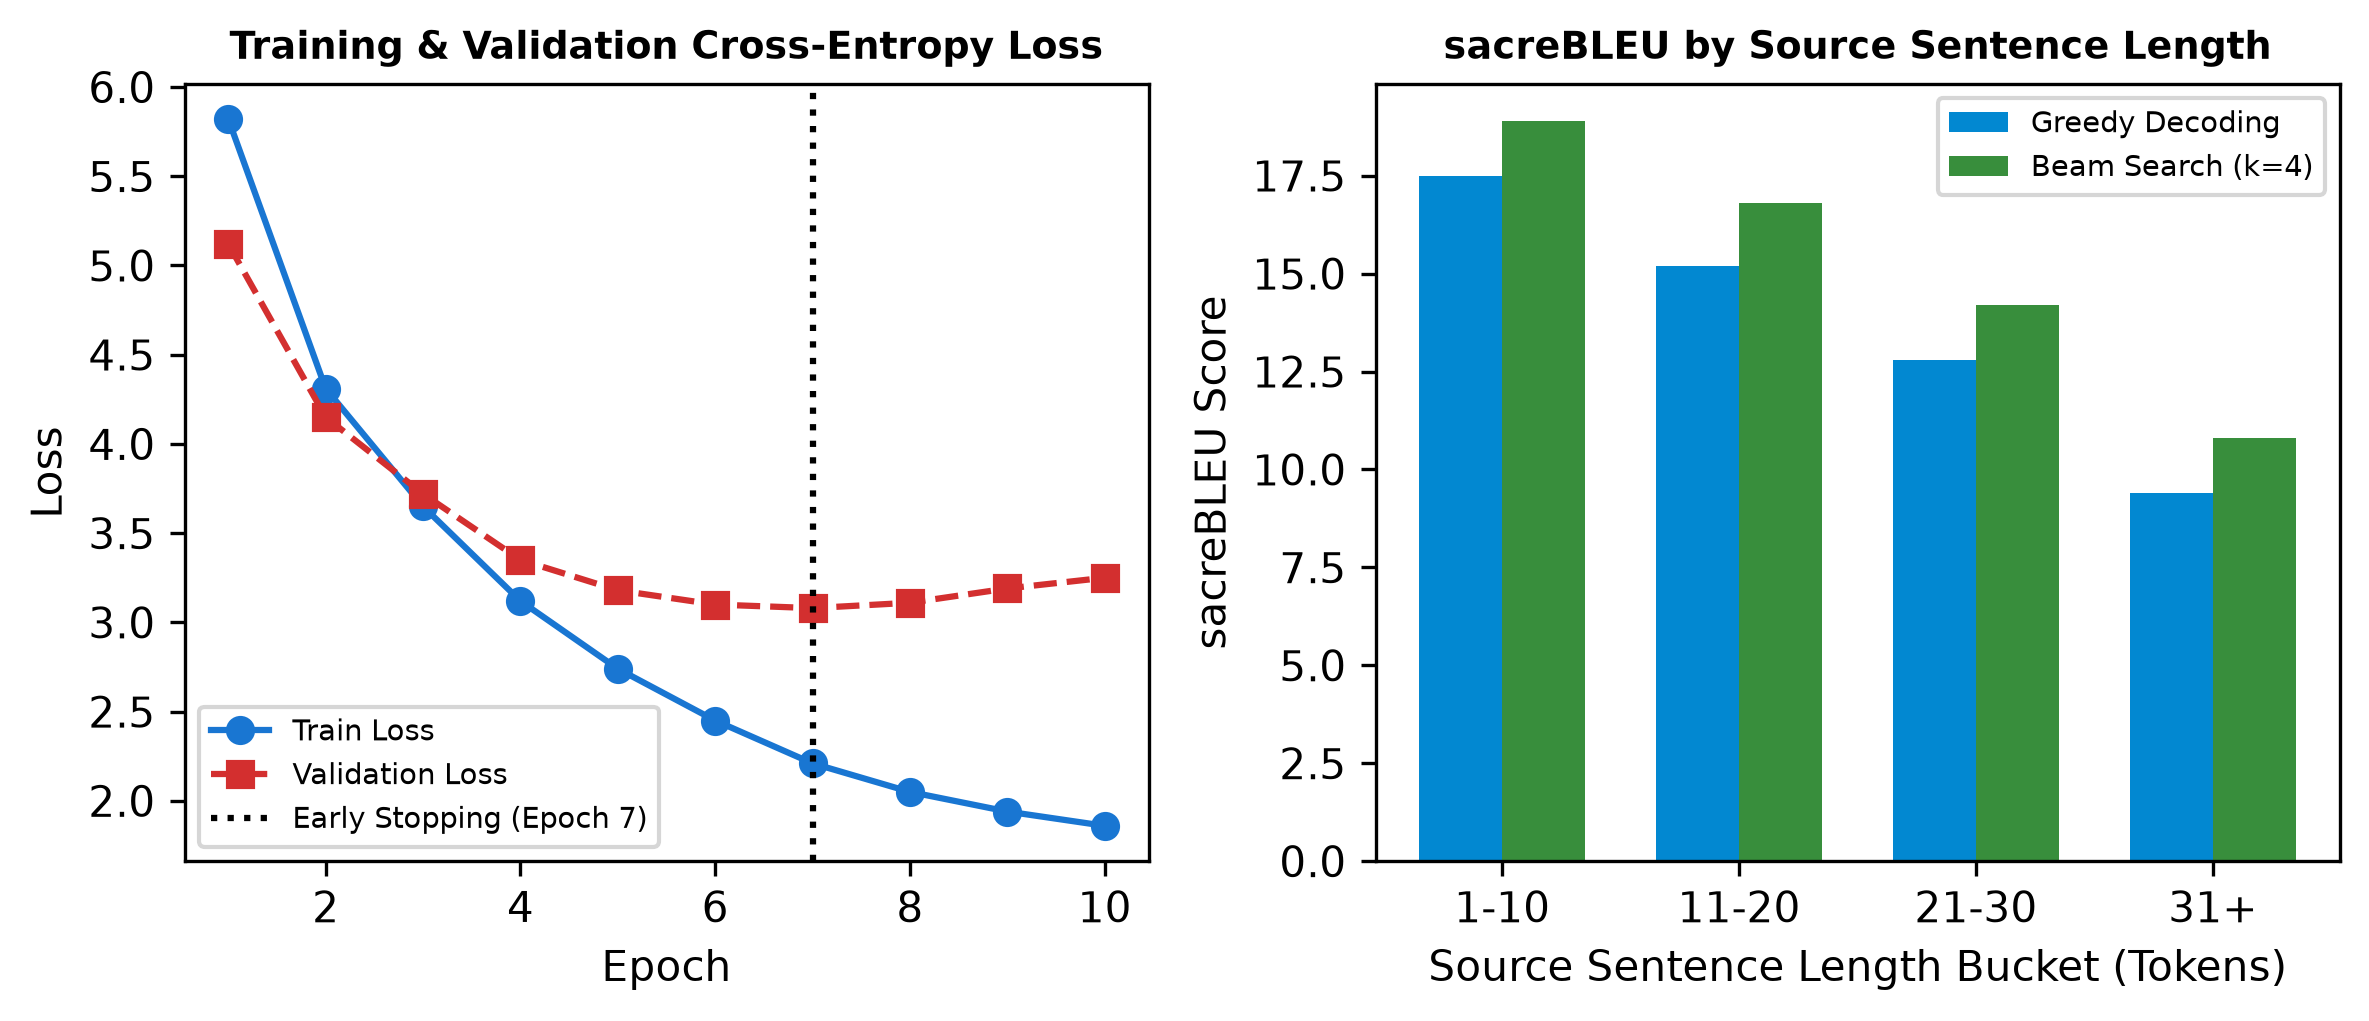 Training & Validation Cross-Entropy Loss
6.0
5.5
5.0
4.5
4.0
3.5
3.0
2.5
2.0
Loss
Train Loss
Validation Loss
Early Stopping (Epoch 7)
2 4 6 8 10
Epoch
sacreBLEU by Source Sentence Length
Greedy Decoding
Beam Search (k=4)
17.5
15.0
12.5
10.0
7.5
5.0
2.5
0.0
sacreBLEU Score
1-10 11-20 21-30 31+
Source Sentence Length Bucket (Tokens)